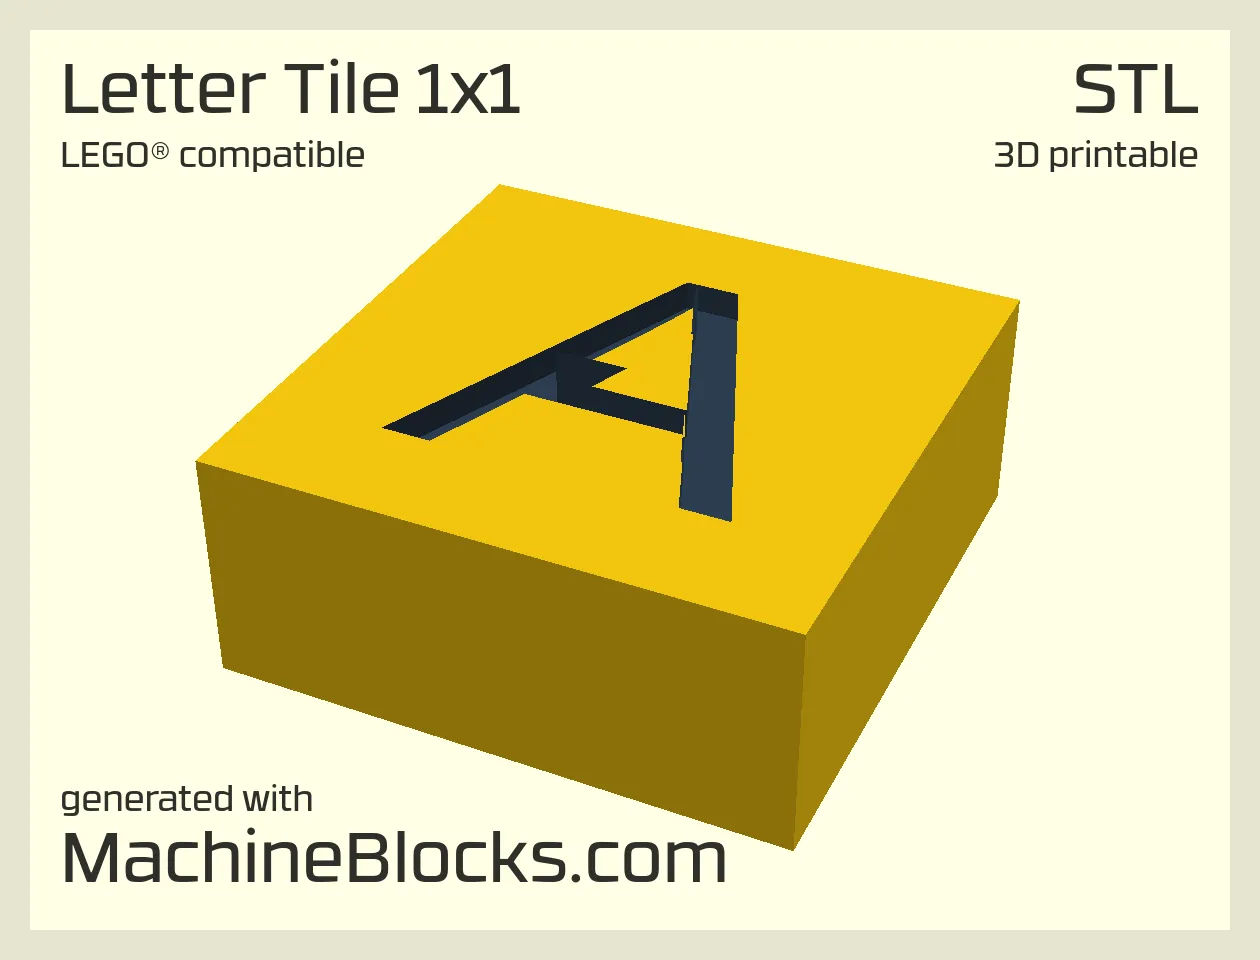 Letter Tile 1x1
STL
LEGO® compatible
3D printable
A
generated with
MachineBlocks.com